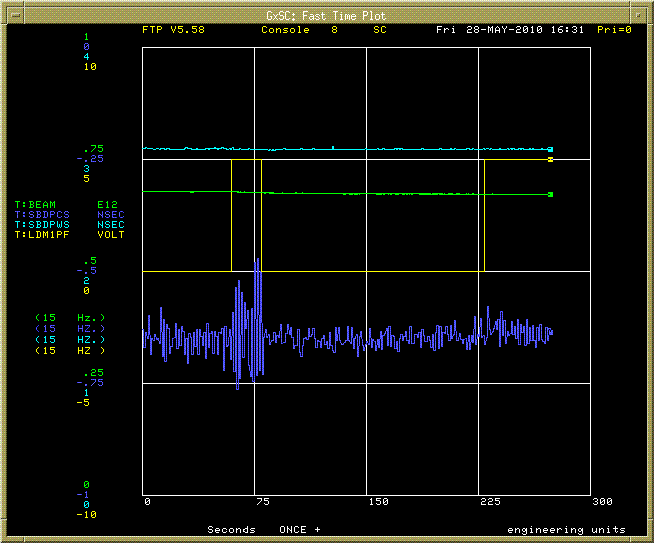 GxSC: Fast Time Plot
FTP V5.58 Console 8 SC Fri 28-MAY-2010 16:31 Pri=0
1
0
4
10
.75
-.25
3
5
T:BEAM E12
T:SBDPCS NSEC
T:SBDPWS NSEC
T:LDM1PF VOLT
.5
-.5
2
0
(15 Hz.)
(15 HZ.)
(15 HZ.)
(15 HZ )
.25
-.75
1
-5
0
-1
0
-10
0 75 150 225 300
Seconds ONCE + engineering units